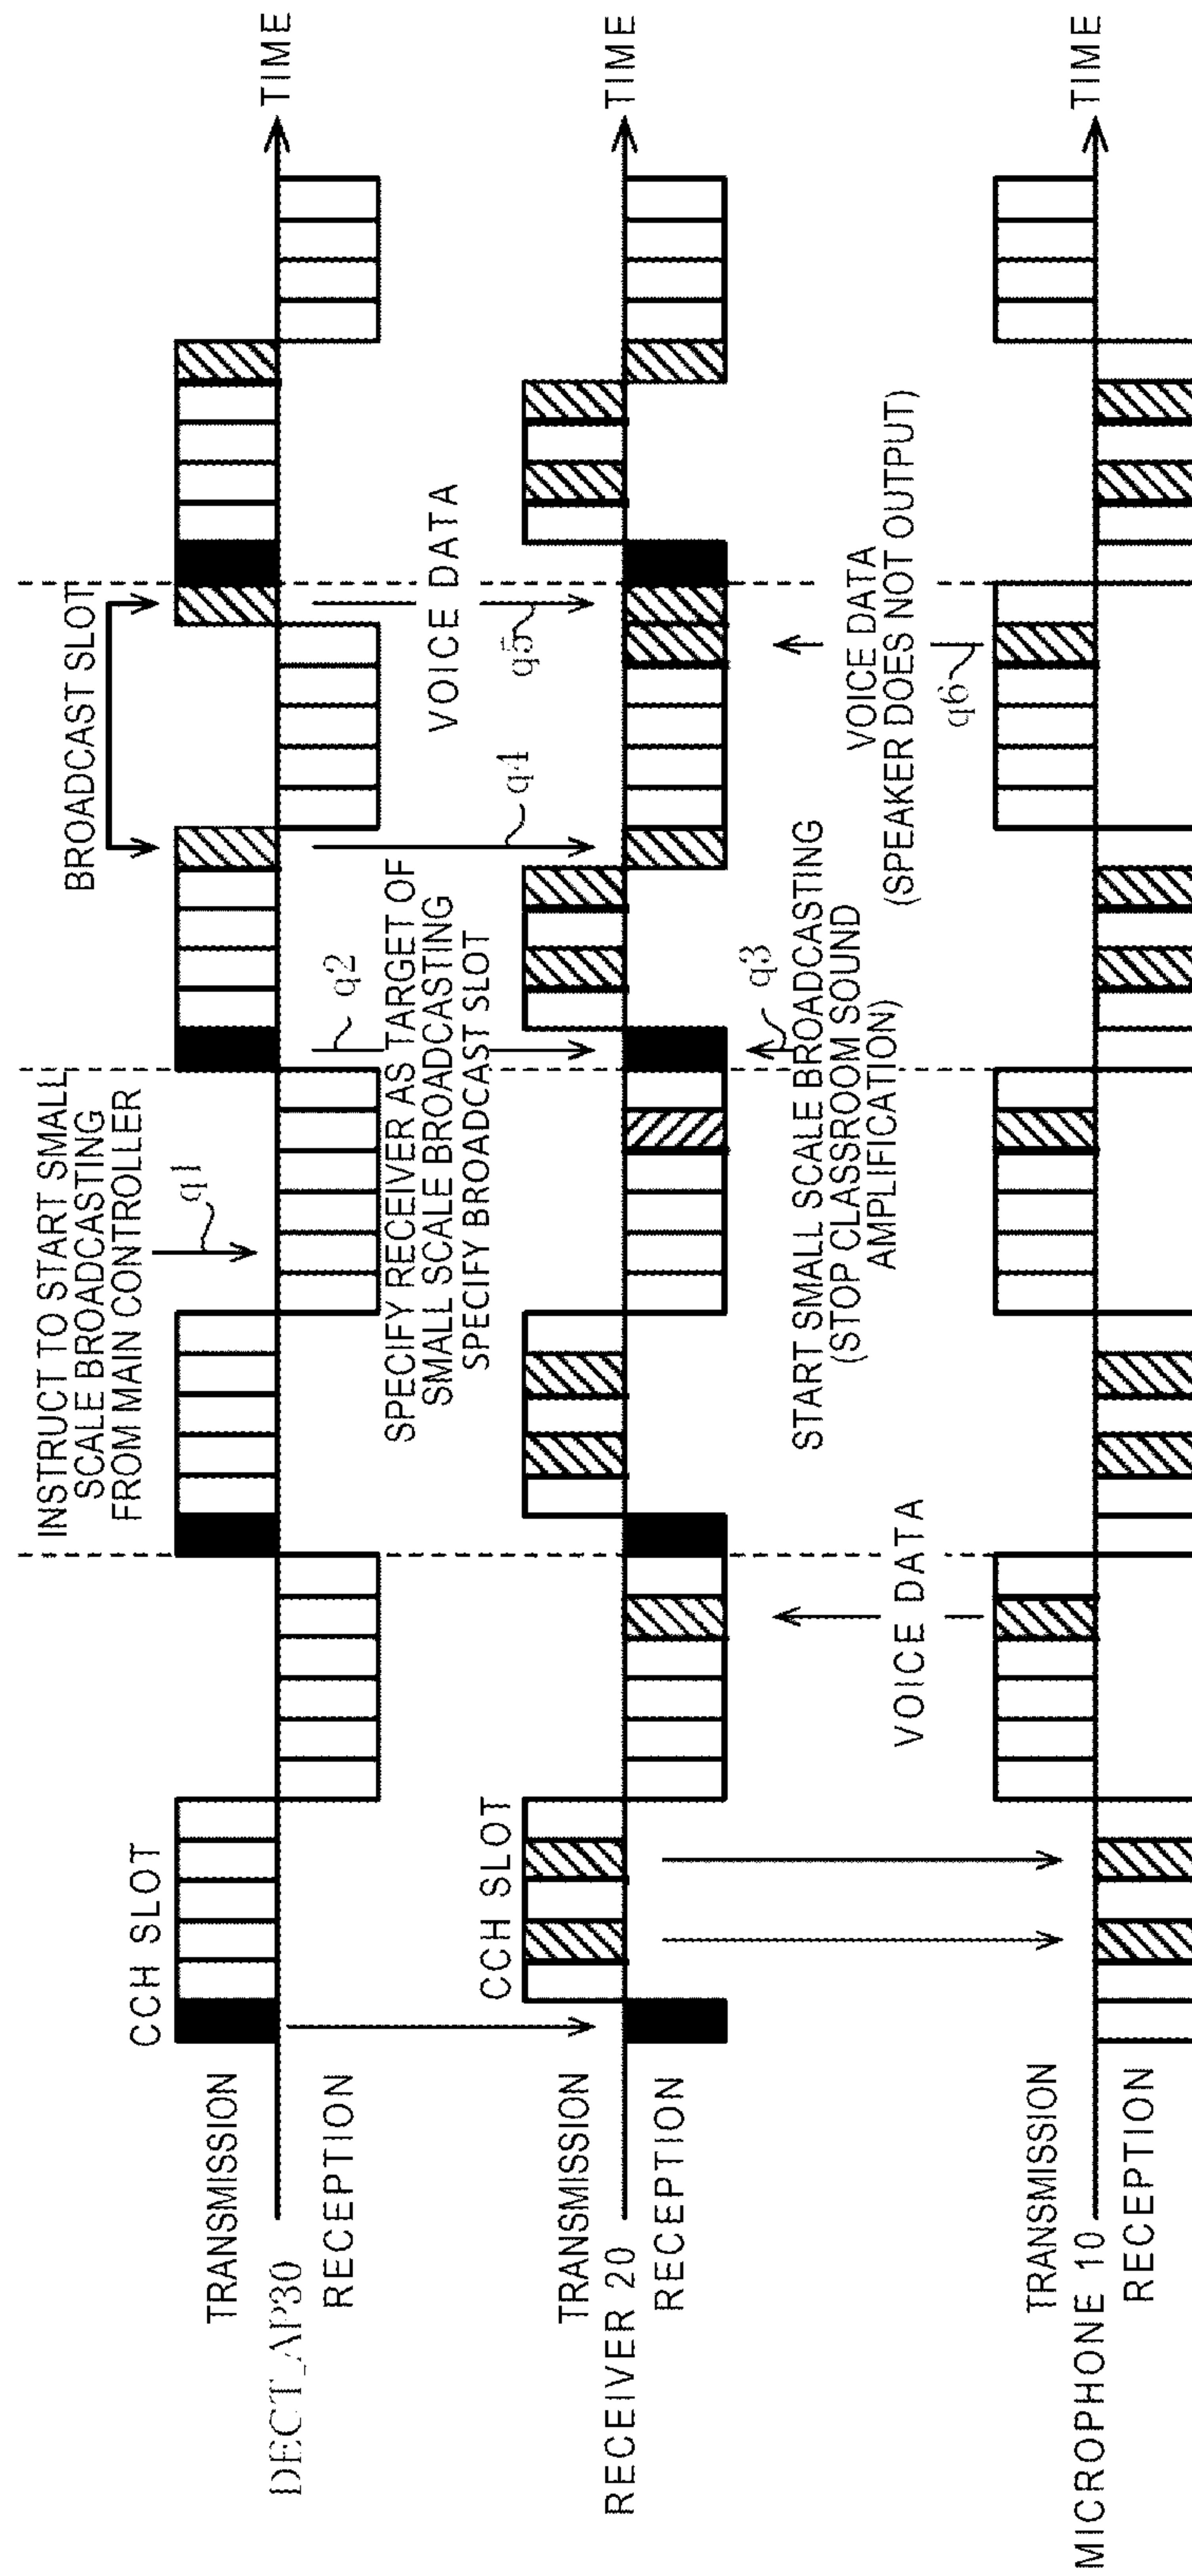 INSTRUCT TO START SMALL
SCALE BROADCASTING
FROM MAIN CONTROLLER
q1
BROADCAST SLOT
CCH SLOT
TRANSMISSION
DECT_AP30
RECEPTION
TIME
q2
SPECIFY RECEIVER AS TARGET OF
SMALL SCALE BROADCASTING
SPECIFY BROADCAST SLOT
q4
VOICE DATA
q5
CCH SLOT
TRANSMISSION
RECEIVER 20
RECEPTION
TIME
q3
START SMALL SCALE BROADCASTING
(STOP CLASSROOM SOUND
AMPLIFICATION)
VOICE DATA
(SPEAKER DOES NOT OUTPUT)
q6
VOICE DATA
TRANSMISSION
MICROPHONE 10
RECEPTION
TIME